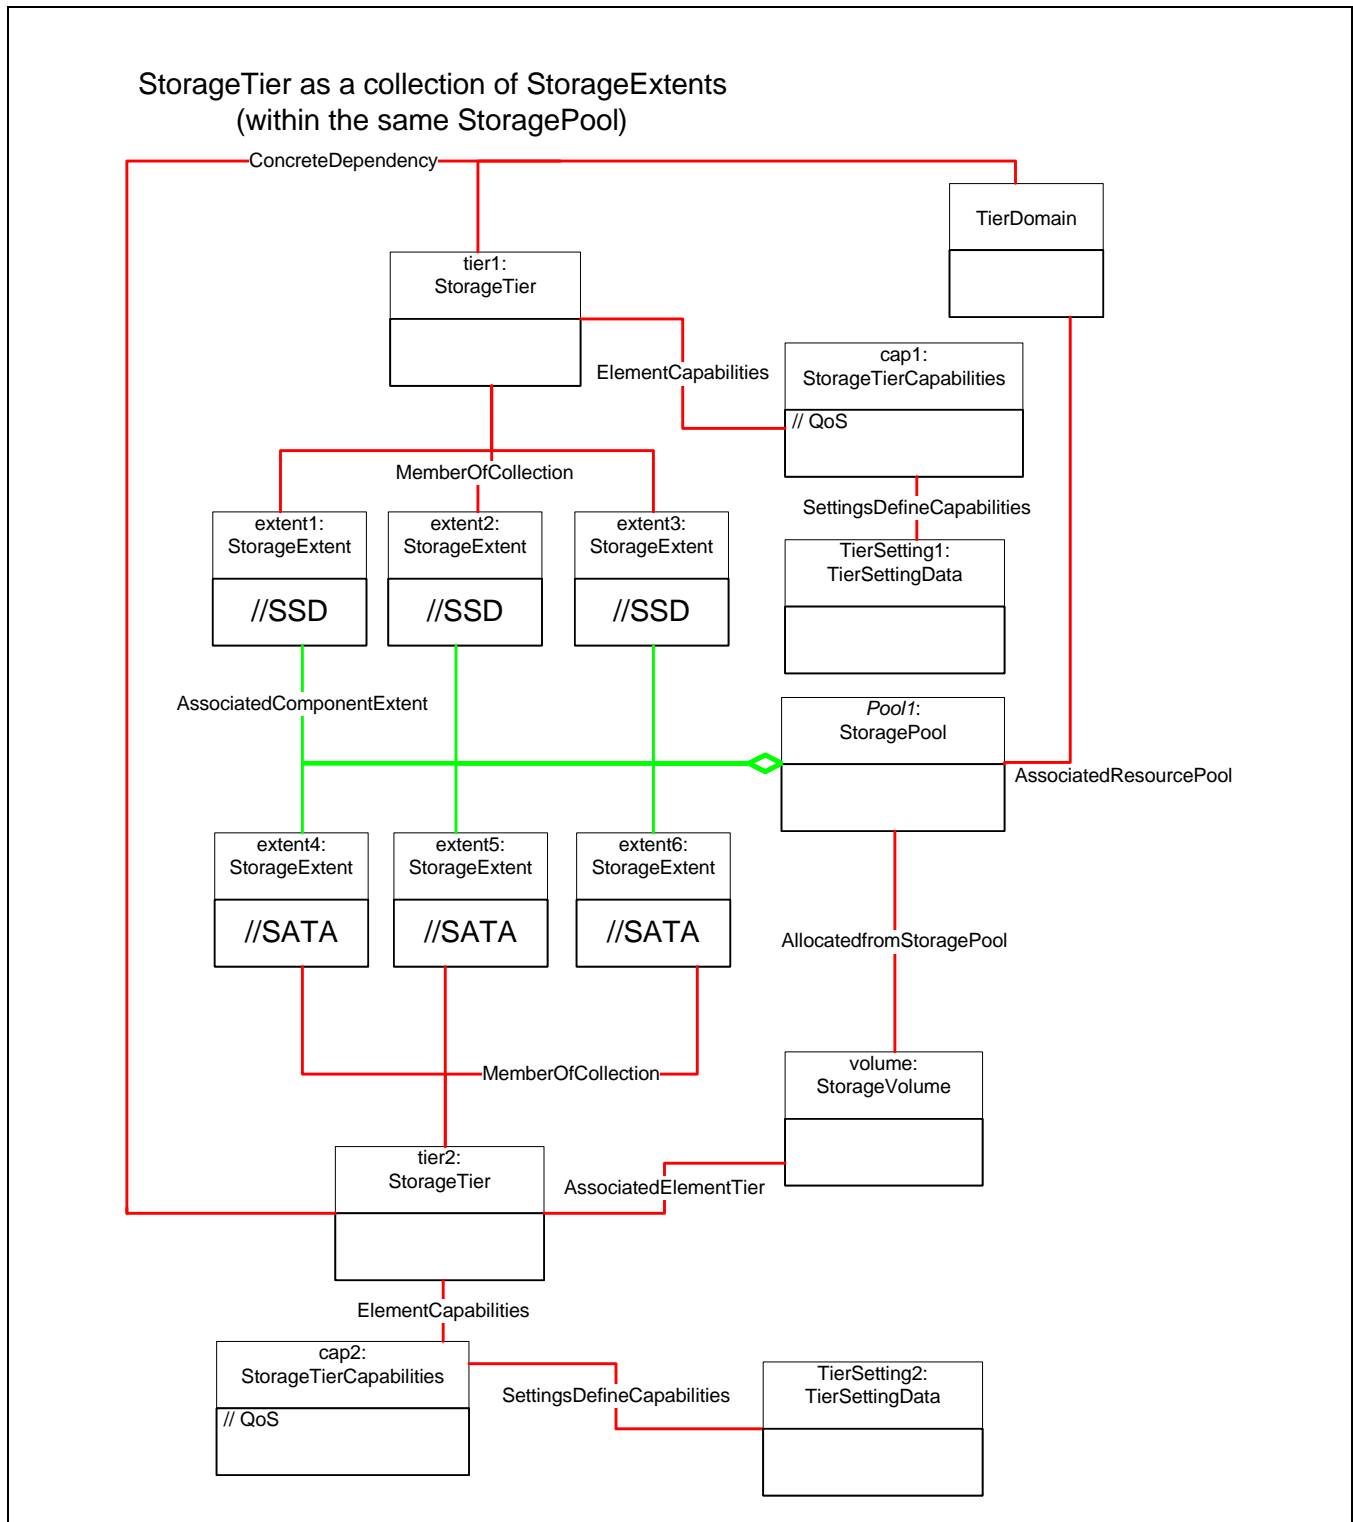 StorageTier as a collection of StorageExtents
(within the same StoragePool)
ConcreteDependency
TierDomain
tier1:
StorageTier
ElementCapabilities
cap1:
StorageTierCapabilities
// QoS
MemberOfCollection
SettingsDefineCapabilities
extent1:
StorageExtent
//SSD
extent2:
StorageExtent
//SSD
extent3:
StorageExtent
//SSD
TierSetting1:
TierSettingData
AssociatedComponentExtent
Pool1:
StoragePool
AssociatedResourcePool
extent4:
StorageExtent
//SATA
extent5:
StorageExtent
//SATA
extent6:
StorageExtent
//SATA
AllocatedfromStoragePool
MemberOfCollection
volume:
StorageVolume
tier2:
StorageTier
AssociatedElementTier
ElementCapabilities
cap2:
StorageTierCapabilities
// QoS
SettingsDefineCapabilities
TierSetting2:
TierSettingData